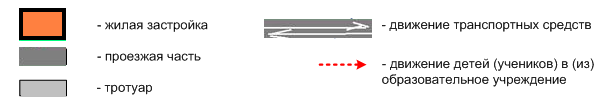 - жилая застройка
- проезжая часть
- тротуар
- движение транспортных средств
- движение детей (учеников) в (из)
образовательное учреждение